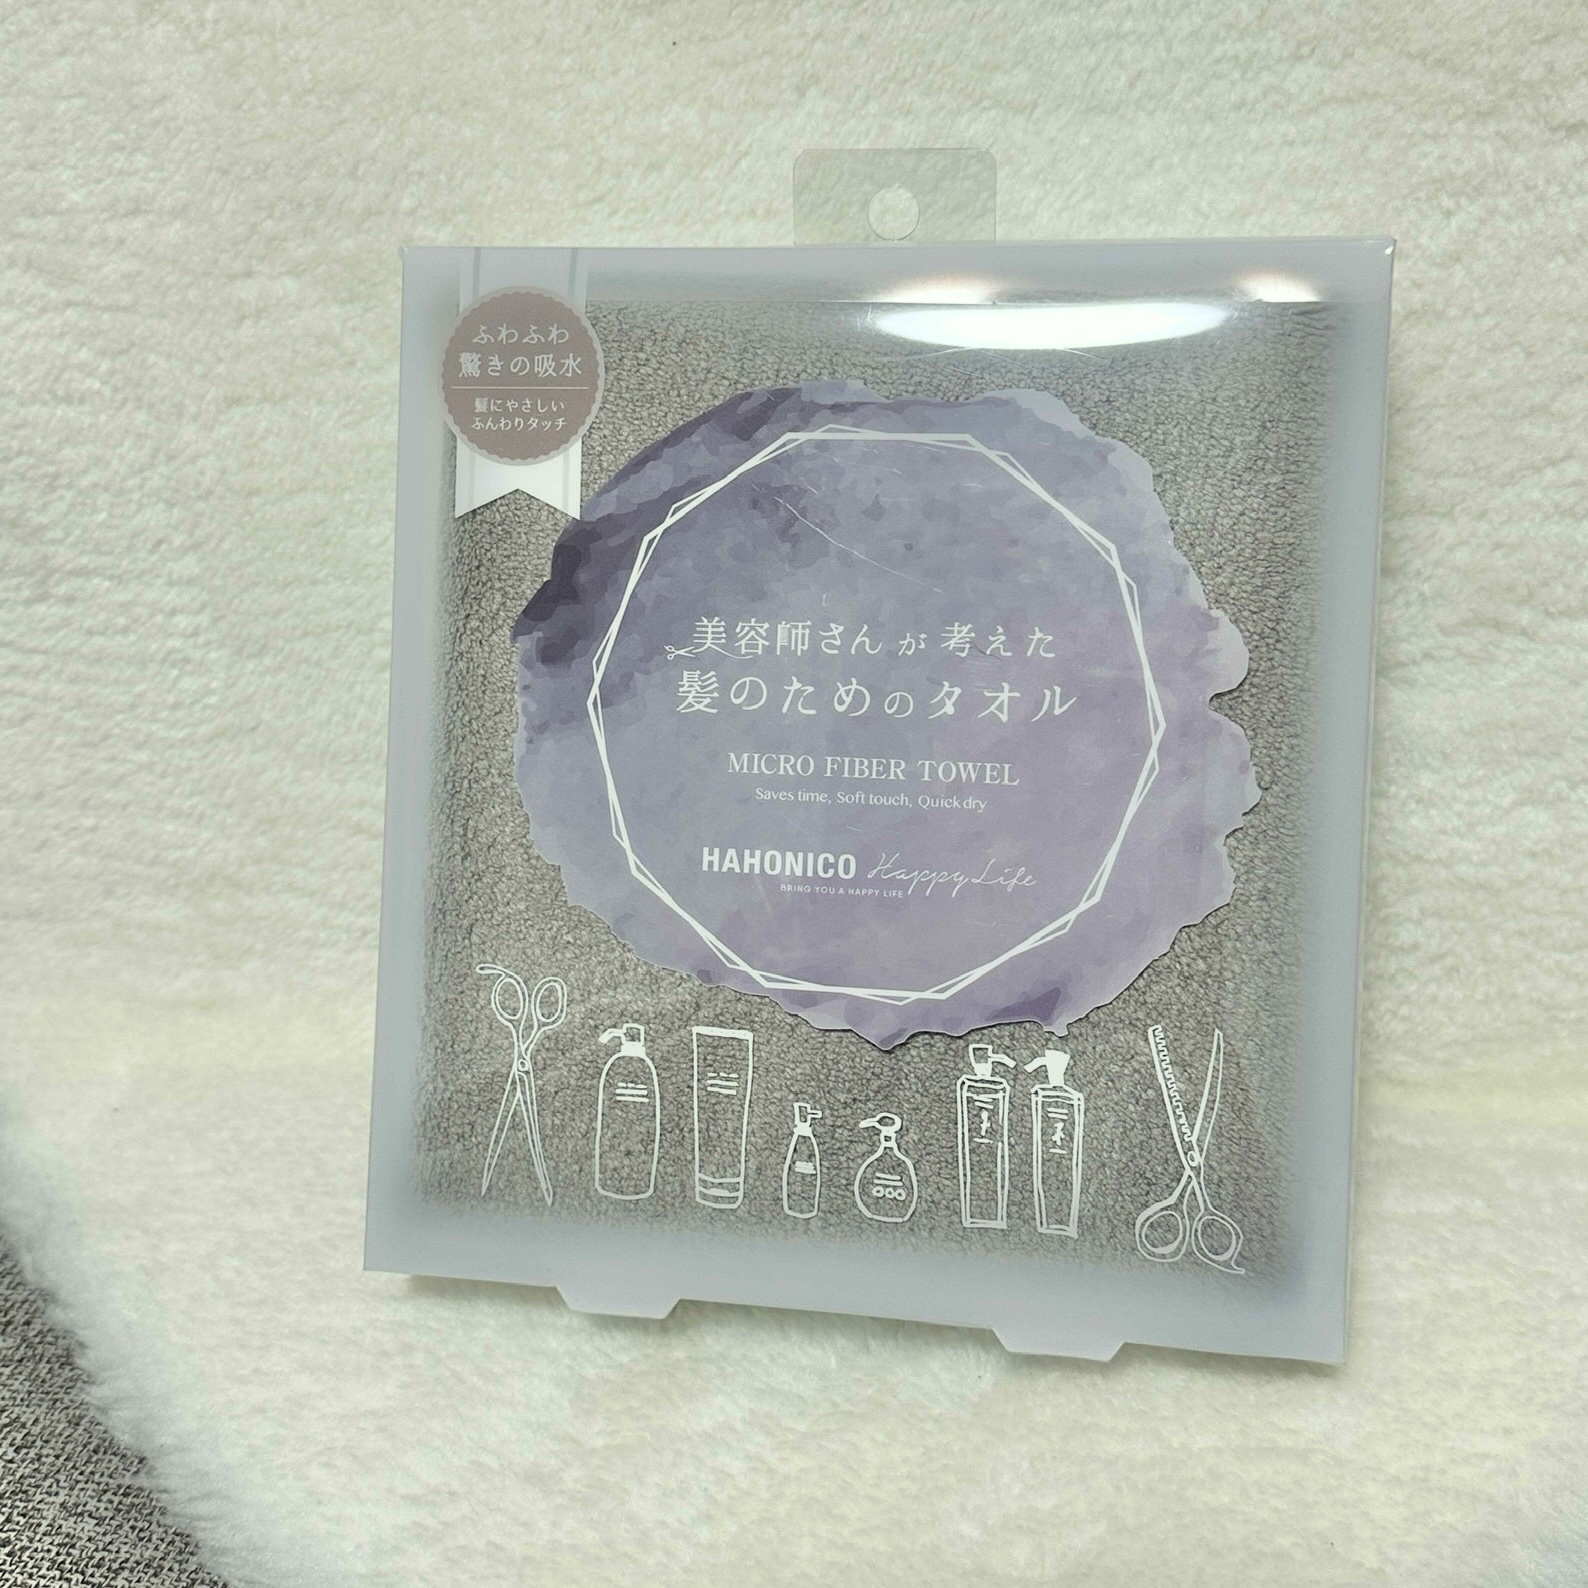 ふわふわ
驚きの吸水
髪にやさしい
ふんわりタッチ
美容師さんが考えた
髪のためのタオル
MICRO FIBER TOWEL
Saves time, Soft touch, Quick dry
HAHONICO Happy Life
BRING YOU A HAPPY LIFE